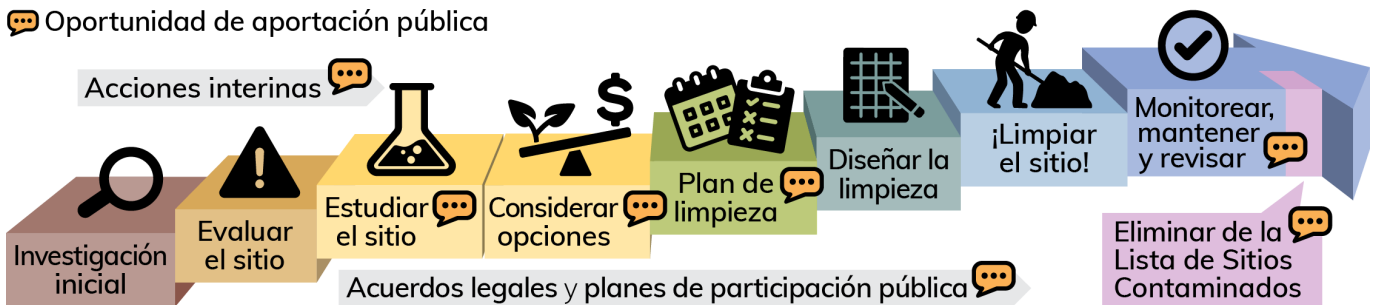 Oportunidad de aportación pública
Acciones interinas
Investigación
inicial
Evaluar
el sitio
Estudiar
el sitio
Considerar
opciones
Plan de
limpieza
Diseñar la
limpieza
¡Limpiar
el sitio!
Monitorear,
mantener
y revisar
Eliminar de la
Lista de Sitios
Contaminados
Acuerdos legales y planes de participación pública